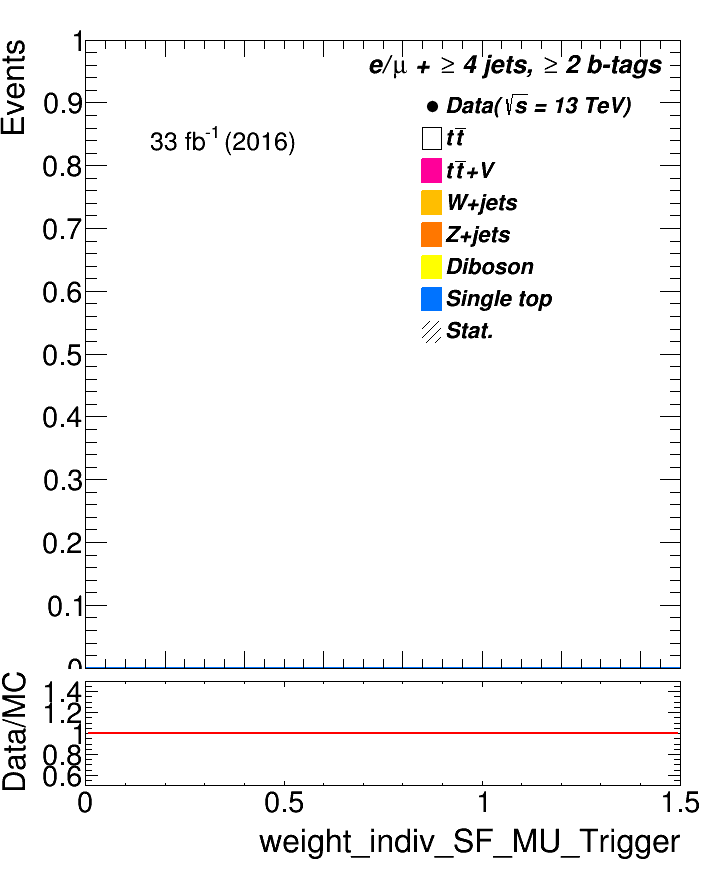 Events
1
0.9
0.8
0.7
0.6
0.5
0.4
0.3
0.2
0.1
0
e/μ + ≥ 4 jets, ≥ 2 b-tags
33 fb⁻¹ (2016)
Data(√s = 13 TeV)
tt̅
tt̅+V
W+jets
Z+jets
Diboson
Single top
Stat.
Data/MC
1.4
1.2
1
0.8
0.6
0 0.5 1 1.5
weight_indiv_SF_MU_Trigger